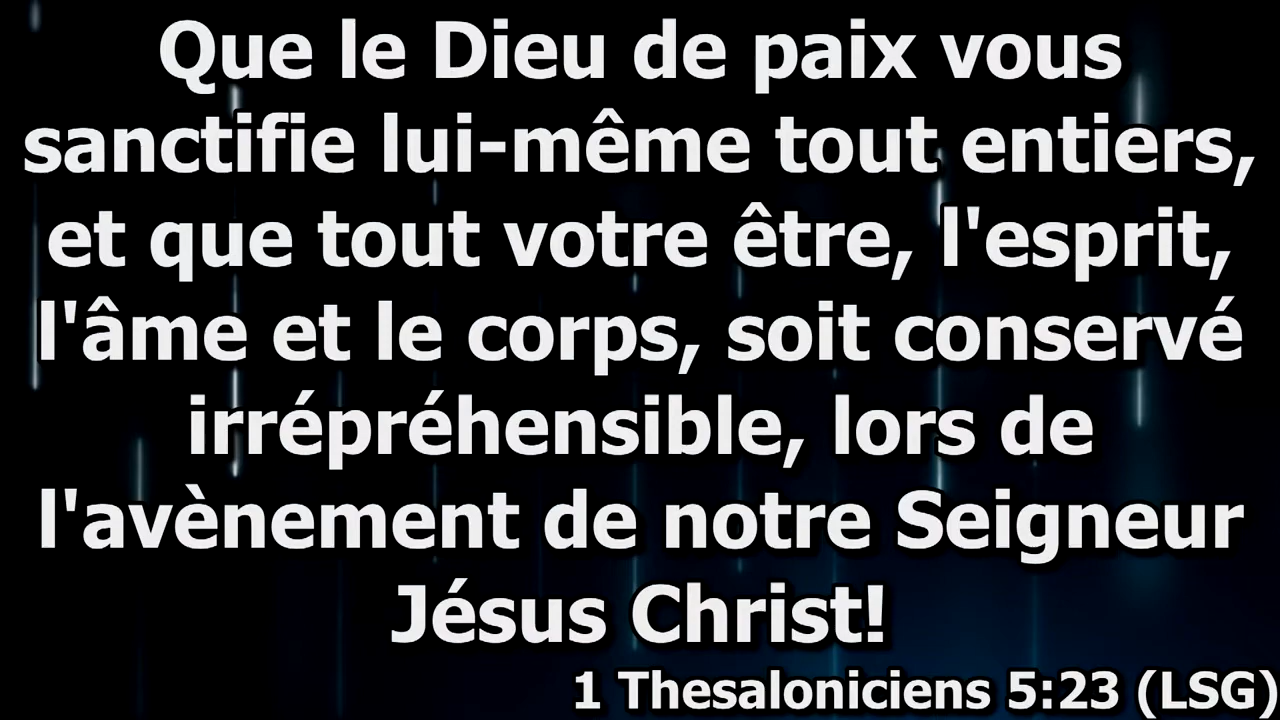 Que le Dieu de paix vous
sanctifie lui-même tout entiers,
et que tout votre être, l'esprit,
l'âme et le corps, soit conservé
irrépréhensible, lors de
l'avènement de notre Seigneur
Jésus Christ!
1 Thesaloniciens 5:23 (LSG)